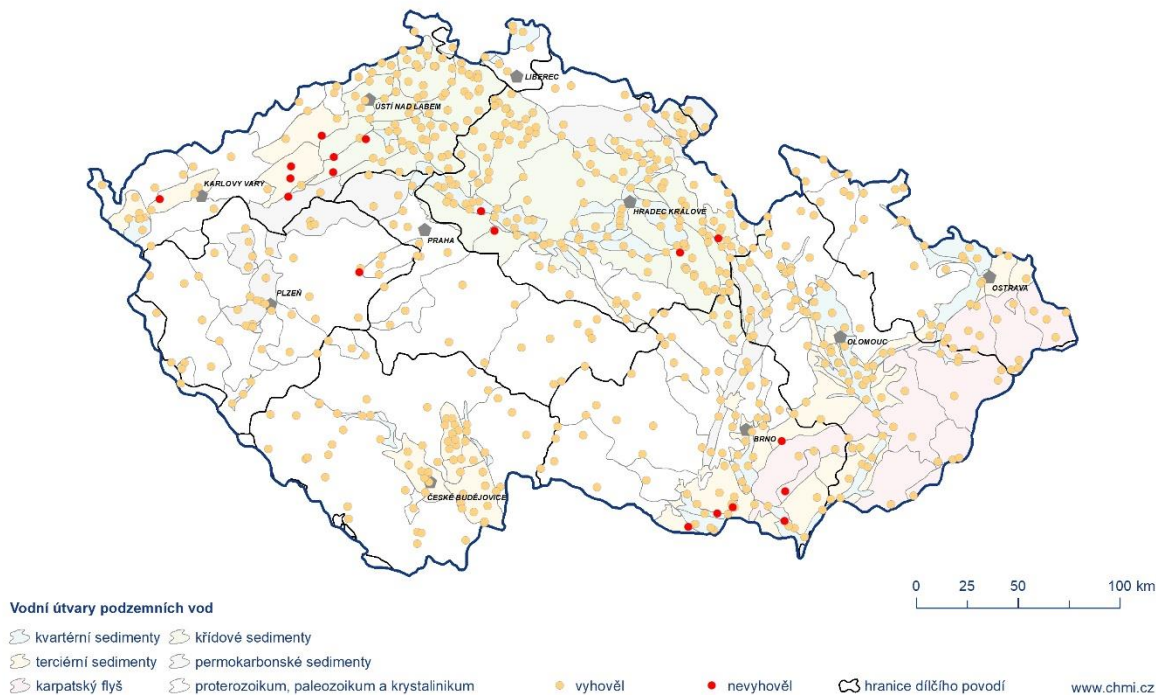 LIBEREC
ÚSTÍ NAD LABEM
KARLOVY VARY
HRADEC KRÁLOVÉ
PRAHA
PLZEŇ
OSTRAVA
OLOMOUC
BRNO
ČESKÉ BUDĚJOVICE
0 25 50 100 km
Vodní útvary podzemních vod
kvartérní sedimenty křídové sedimenty
terciérní sedimenty permokarbonské sedimenty
karpatský flyš proterozoikum, paleozoikum a krystalinikum vyhověl nevyhověl hranice dílčího povodí www.chmi.cz